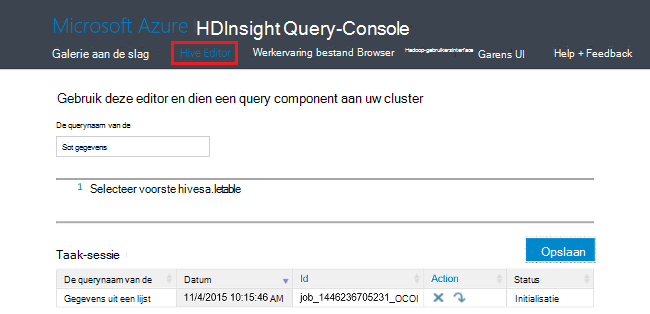 Microsoft Azure HDInsight Query-Console
Galerie aan de slag Hive Editor Werkervaring bestand Browser Hadoop-gebruikersinterface Garens UI Help + Feedback
Gebruik deze editor en dien een query component aan uw cluster
De querynaam van de
Sot gegevens
1 Selecteer voorste hivesa.letable
Opslaan
Taak-sessie
De querynaam van de Datum Id Action Status
Gegevens uit een lijst 11/4/2015 10:15:46 AM job_1446236705231_OCOI Initialisatie